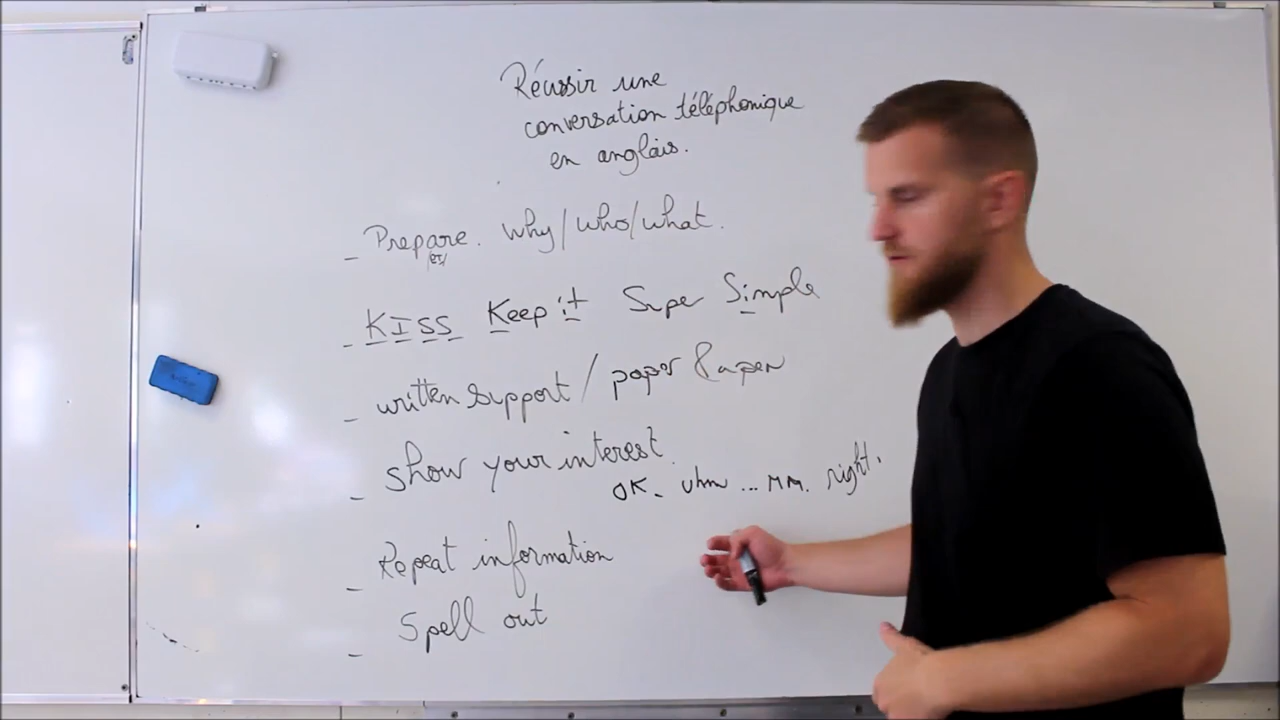 Réussir une
conversation téléphonique
en anglais.
- Prepare. Why/Who/What.
- KISS Keep it Super Simple
- written support / paper & a pen
- show your interest.
OK. Uhm ... MM. right.
- Repeat information
- Spell out